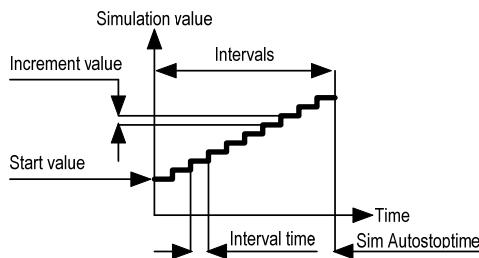 Simulation value
Intervals
Increment value
Start value
Time
Interval time
Sim Autostoptime